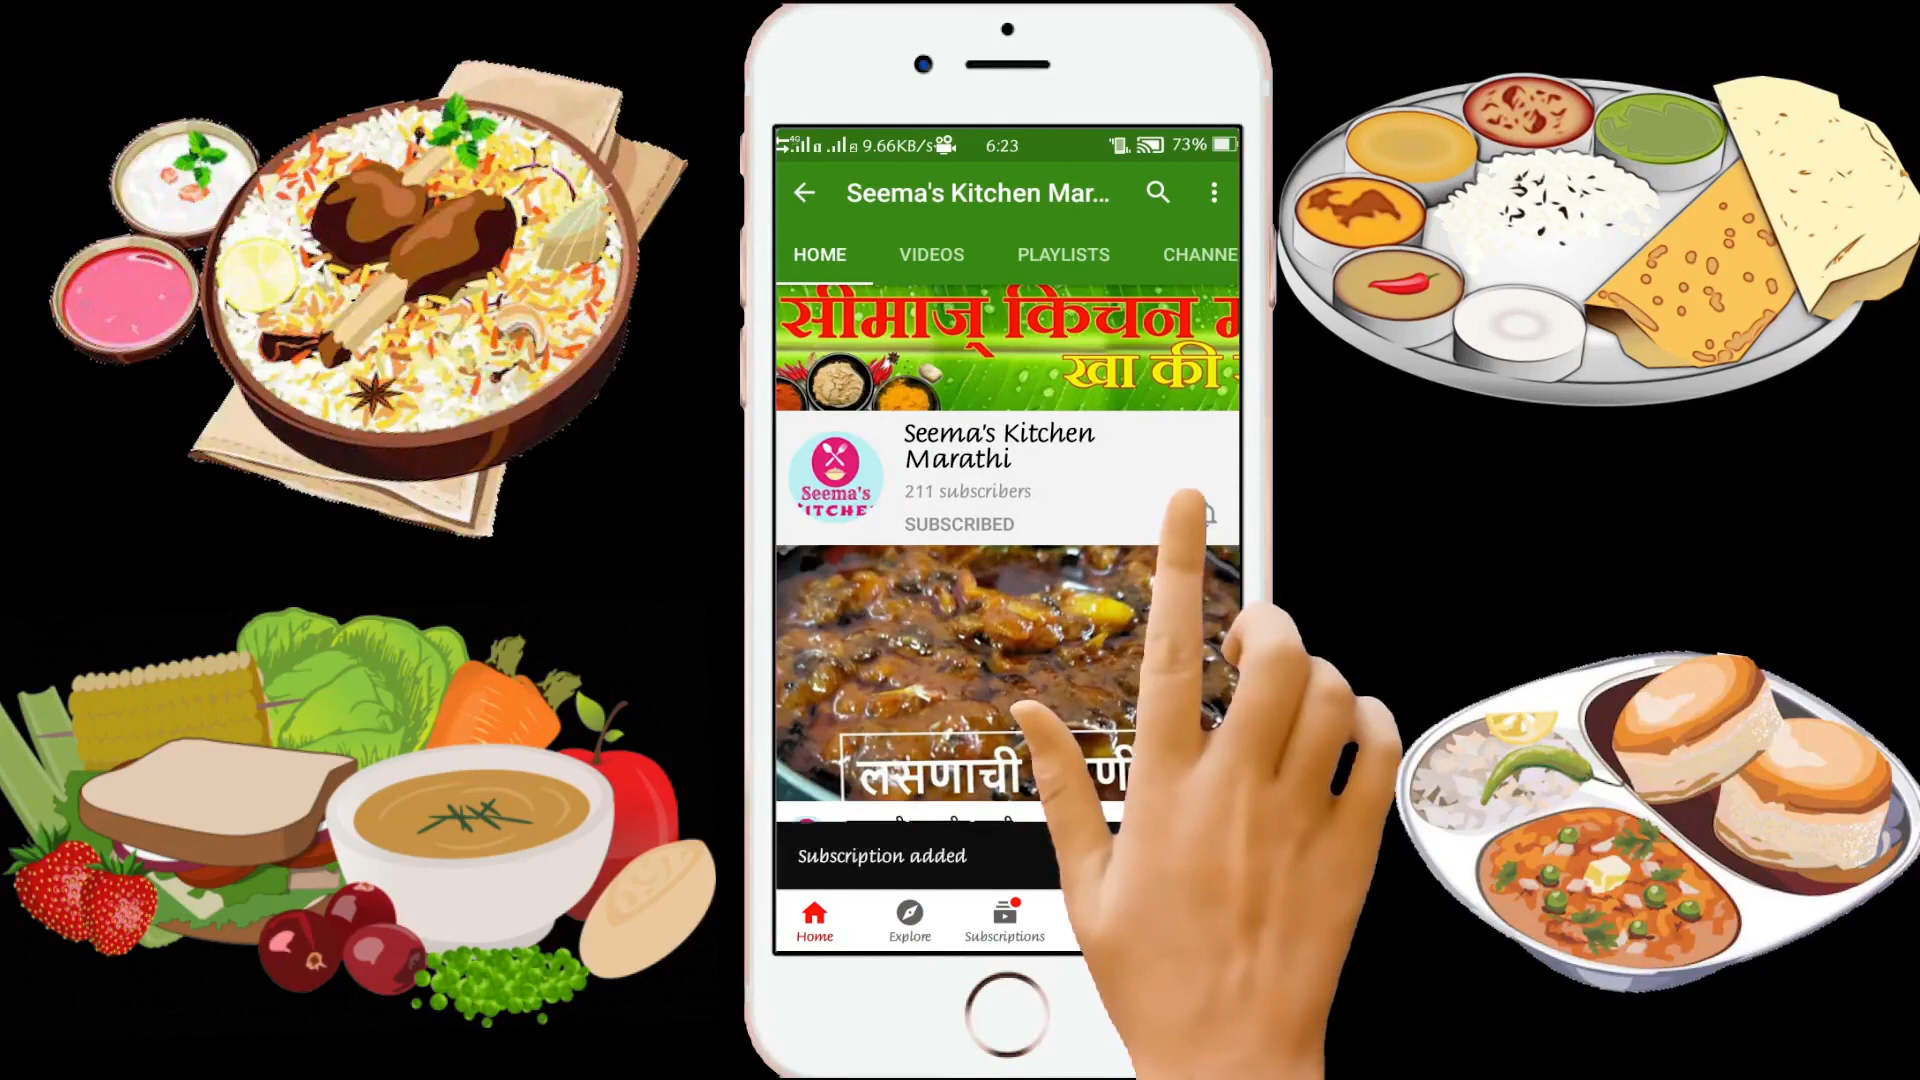 9.66KB/s 6:23 73%
Seema's Kitchen Mar...
HOME VIDEOS PLAYLISTS CHANNE
सीमाज् किचन
खा की
Seema's Kitchen
Marathi
211 subscribers
SUBSCRIBED
Seema's
लसणाची
Subscription added
Home Explore Subscriptions